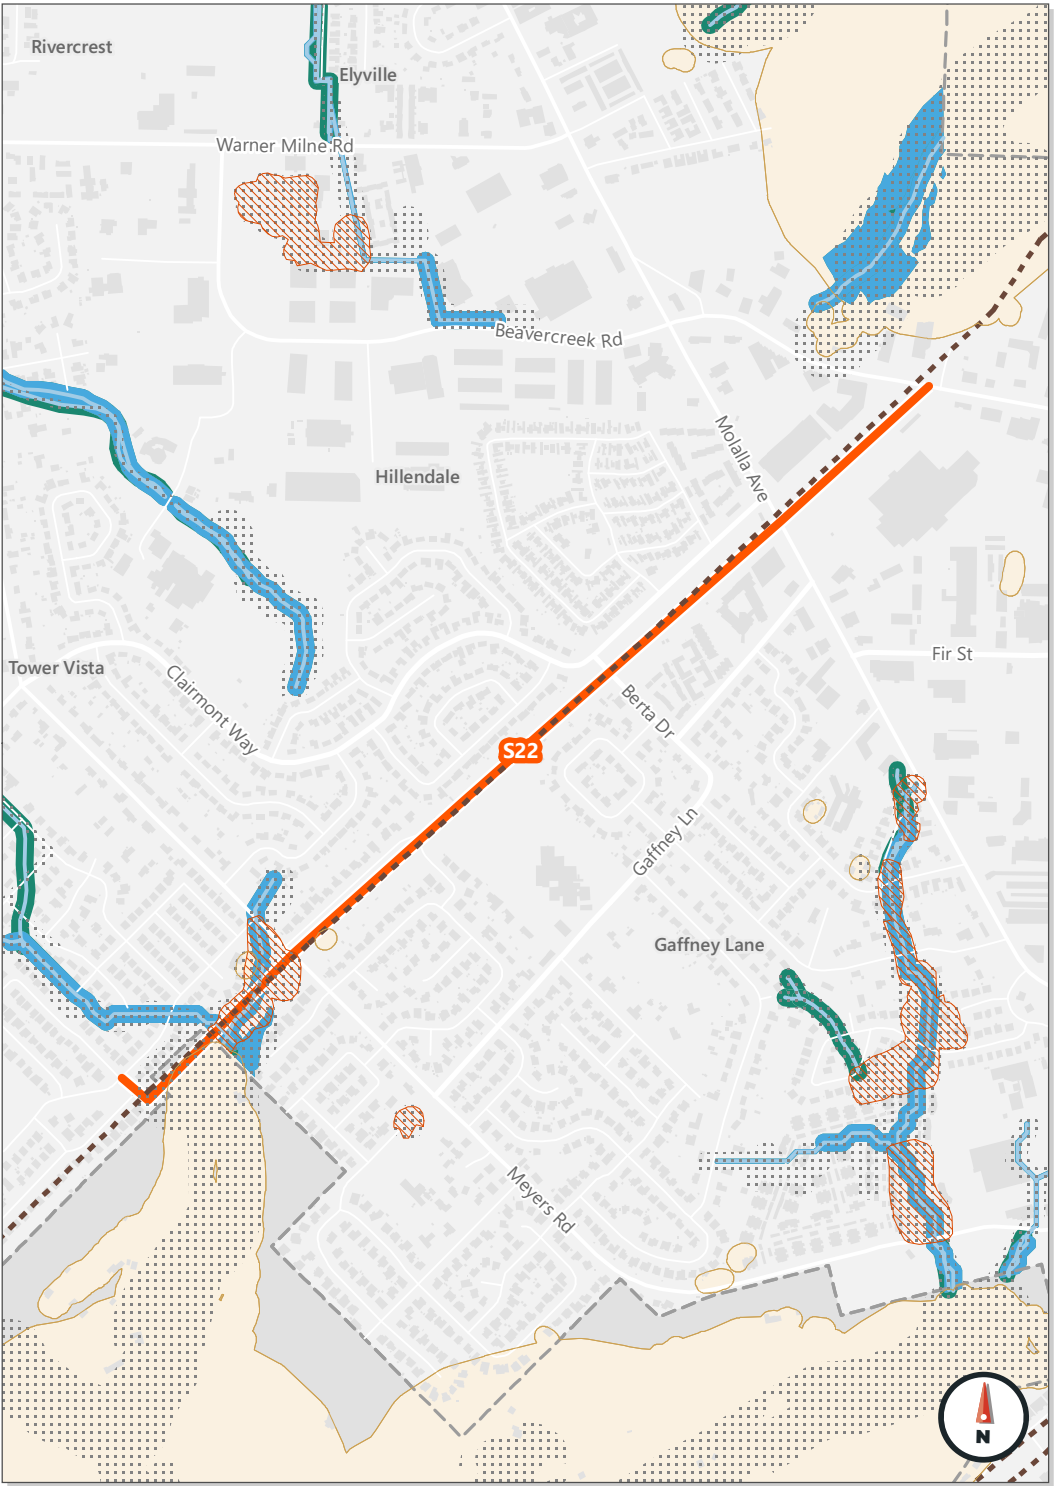 Rivercrest
Elyville
Warner Milne Rd
Beavercreek Rd
Molalla Ave
Hillendale
Tower Vista
Clairmont Way
Fir St
Berta Dr
S22
Gaffney Ln
Gaffney Lane
Meyers Rd
N